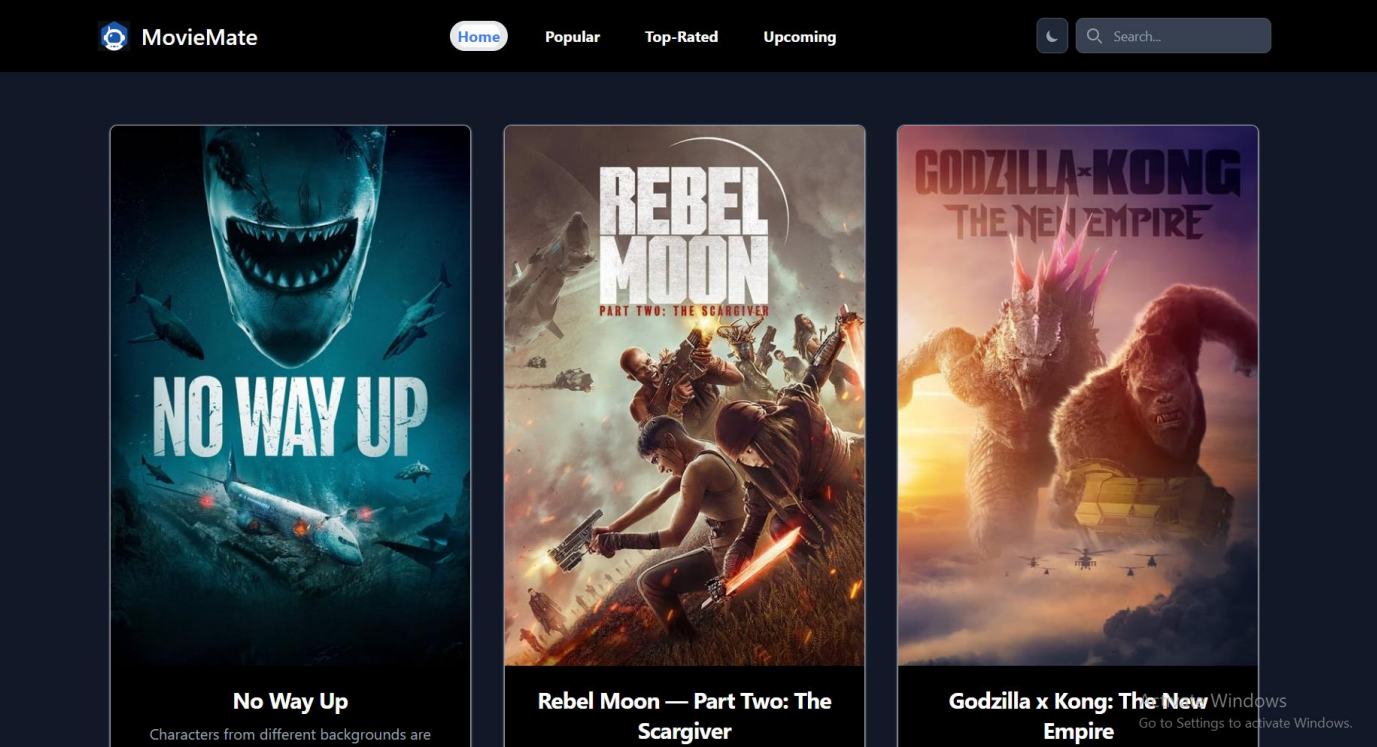 MovieMate
Home
Popular
Top-Rated
Upcoming
Search...
NO WAY UP
REBEL
MOON
PART TWO: THE SCARGIVER
GODZILLA x KONG
THE NEW EMPIRE
No Way Up
Characters from different backgrounds are
Rebel Moon — Part Two: The
Scargiver
Godzilla x Kong: The New
Empire
Activate Windows
Go to Settings to activate Windows.